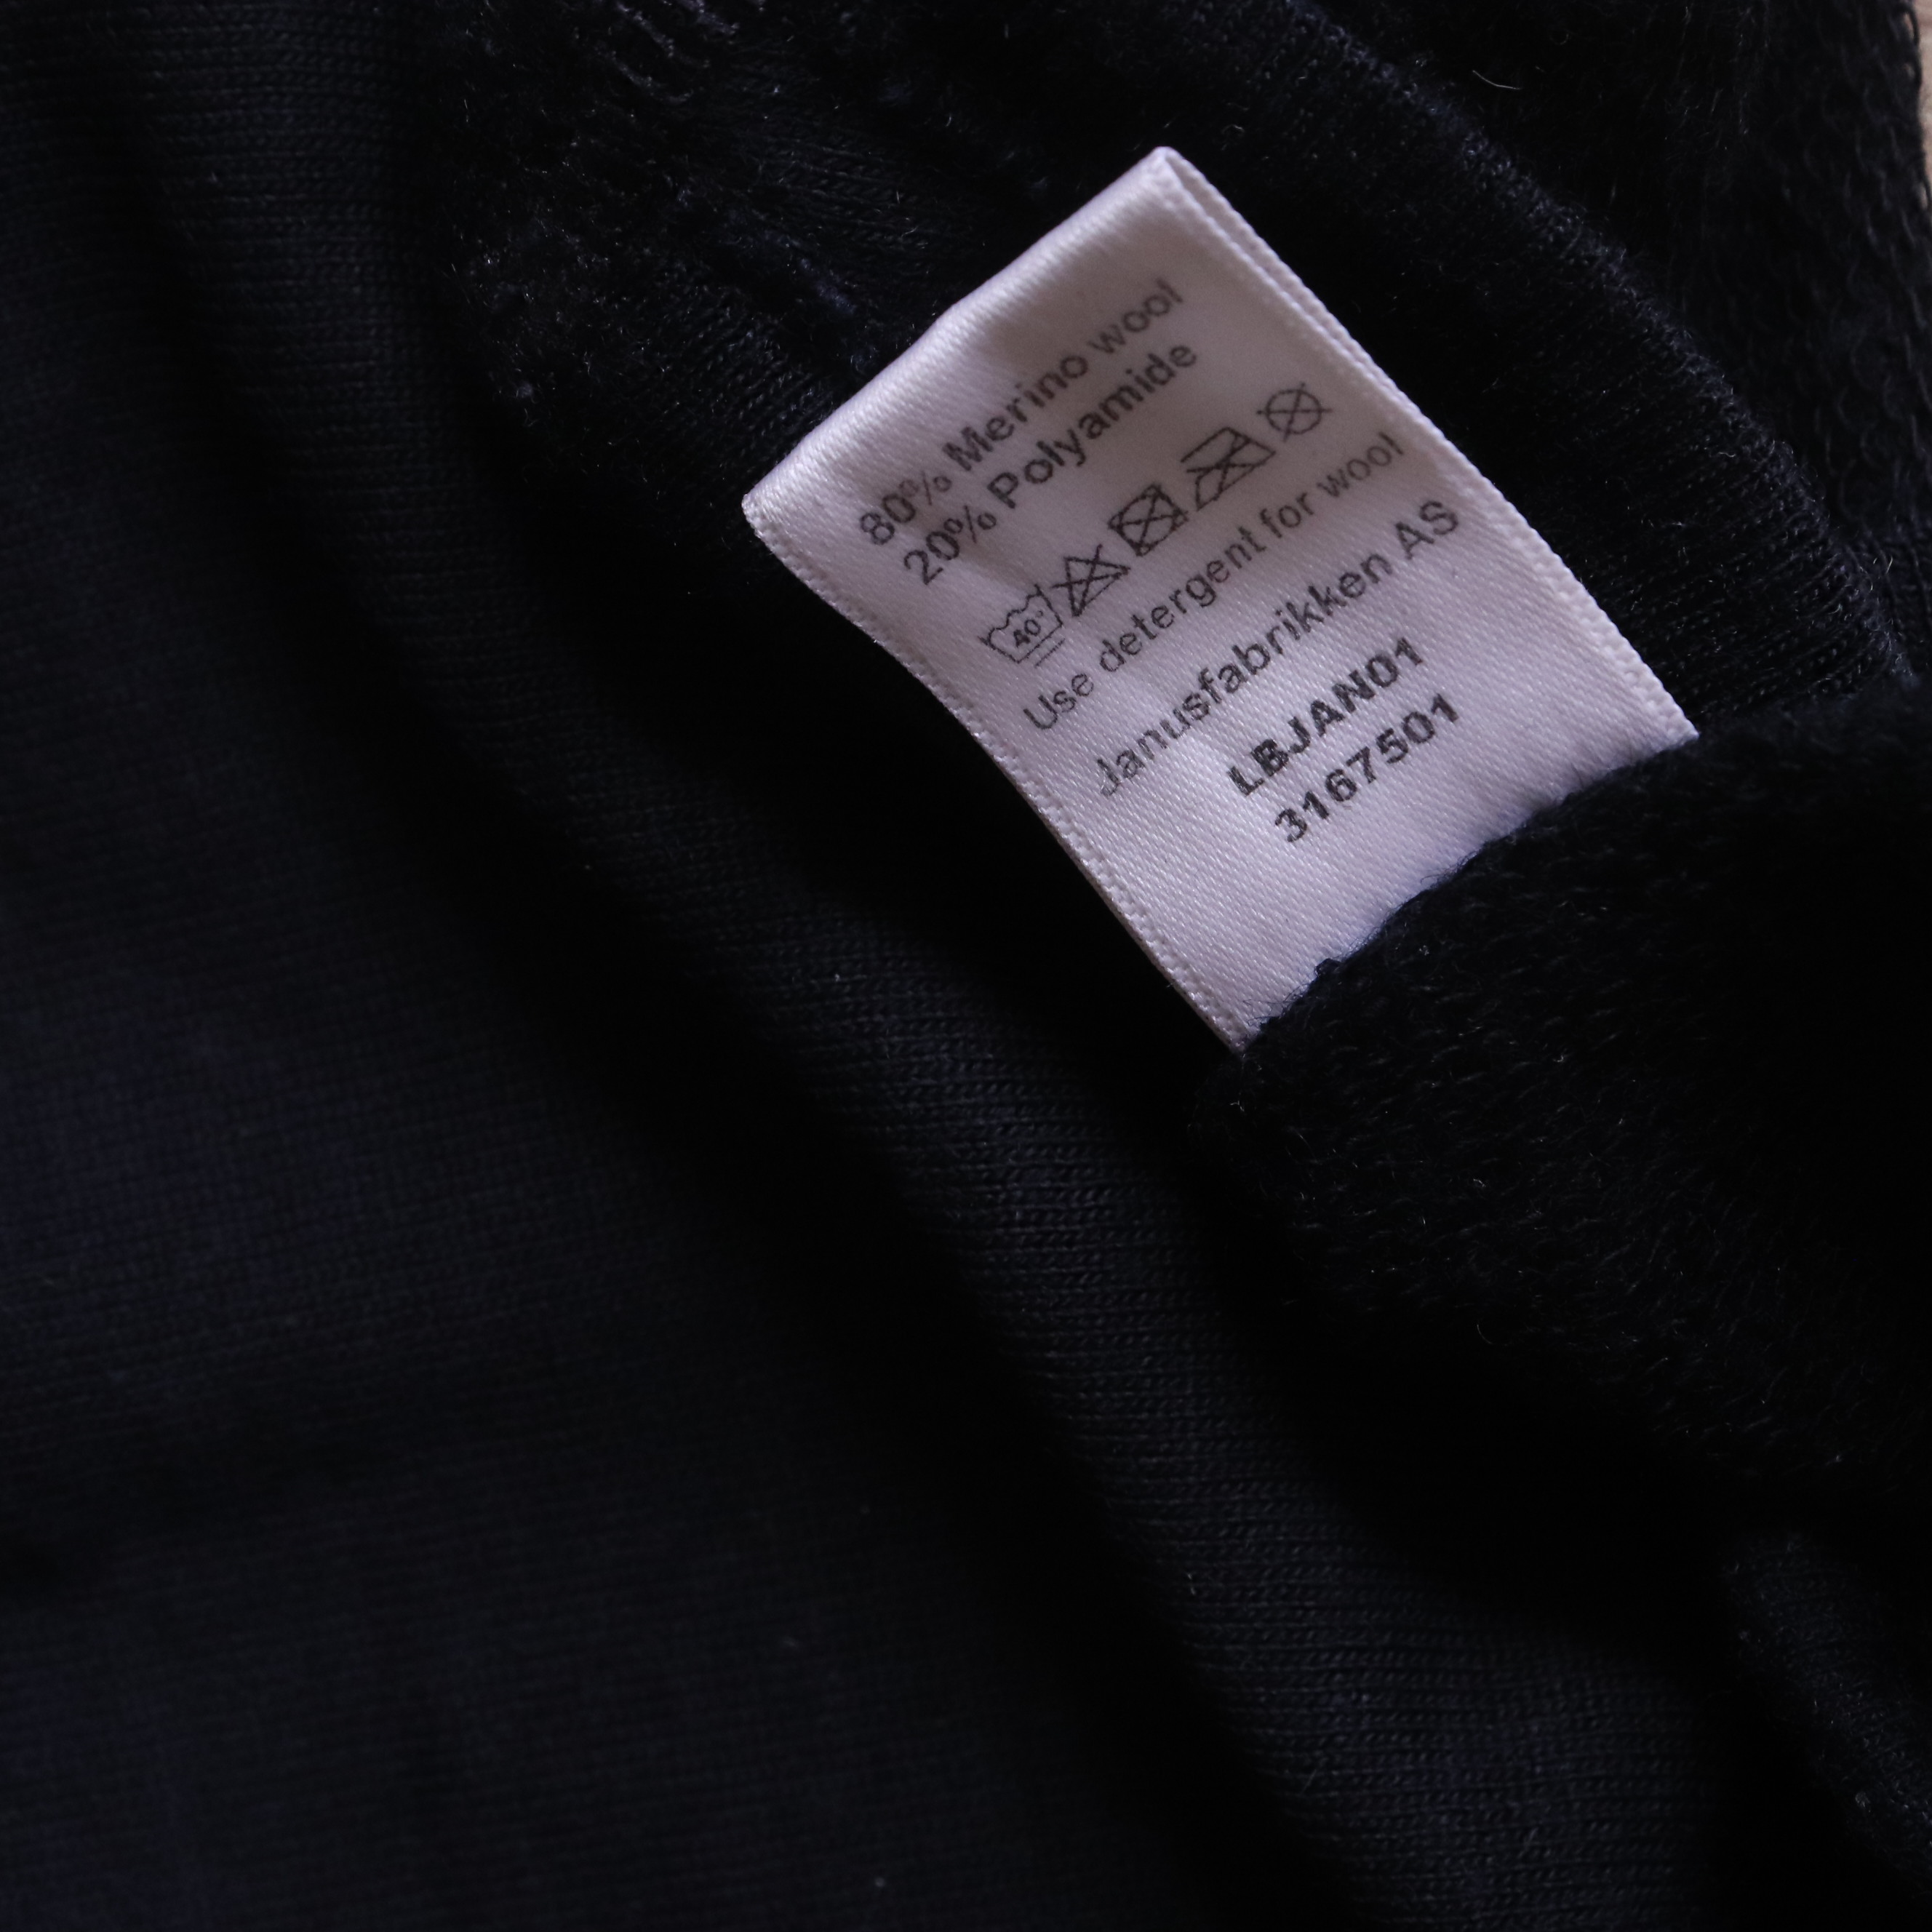 80% Merino wool
20% Polyamide
40°
Use detergent for wool
Janusfabrikken AS
LBJAN01
3167501